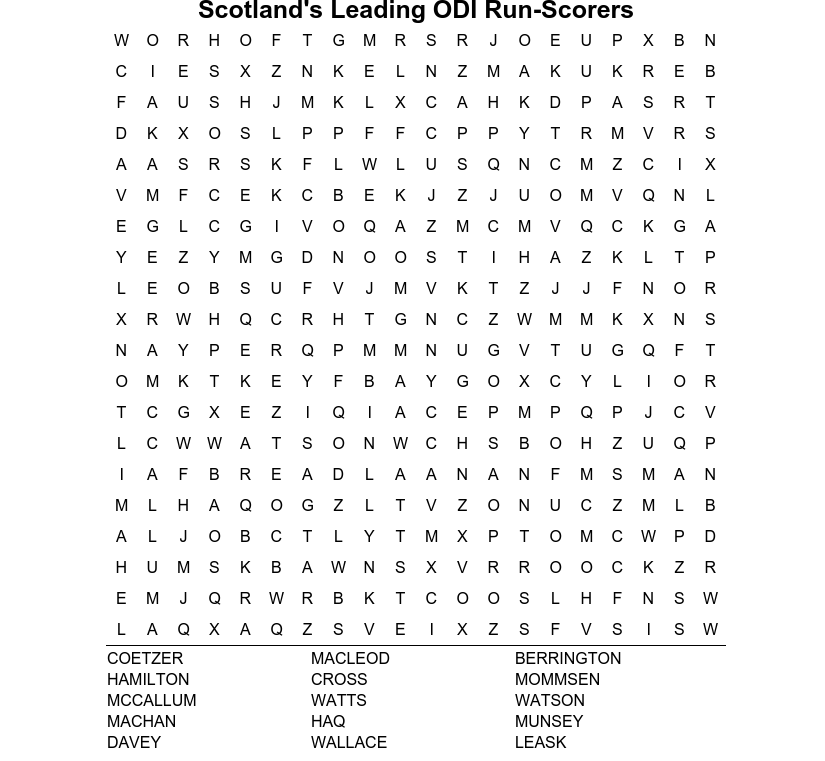 Scotland's Leading ODI Run-Scorers
W O R H O F T G M R S R J O E U P X B N
C I E S X Z N K E L N Z M A K U K R E B
F A U S H J M K L X C A H K D P A S R T
D K X O S L P P F F C P P Y T R M V R S
A A S R S K F L W L U S Q N C M Z C I X
V M F C E K C B E K J Z J U O M V Q N L
E G L C G I V O Q A Z M C M V Q C K G A
Y E Z Y M G D N O O S T I H A Z K L T P
L E O B S U F V J M V K T Z J J F N O R
X R W H Q C R H T G N C Z W M M K X N S
N A Y P E R Q P M M N U G V T U G Q F T
O M K T K E Y F B A Y G O X C Y L I O R
T C G X E Z I Q I A C E P M P Q P J C V
L C W W A T S O N W C H S B O H Z U Q P
I A F B R E A D L A A N A N F M S M A N
M L H A Q O G Z L T V Z O N U C Z M L B
A L J O B C T L Y T M X P T O M C W P D
H U M S K B A W N S X V R R O O C K Z R
E M J Q R W R B K T C O O S L H F N S W
L A Q X A Q Z S V E I X Z S F V S I S W
COETZER MACLEOD BERRINGTON
HAMILTON CROSS MOMMSEN
MCCALLUM WATTS WATSON
MACHAN HAQ MUNSEY
DAVEY WALLACE LEASK